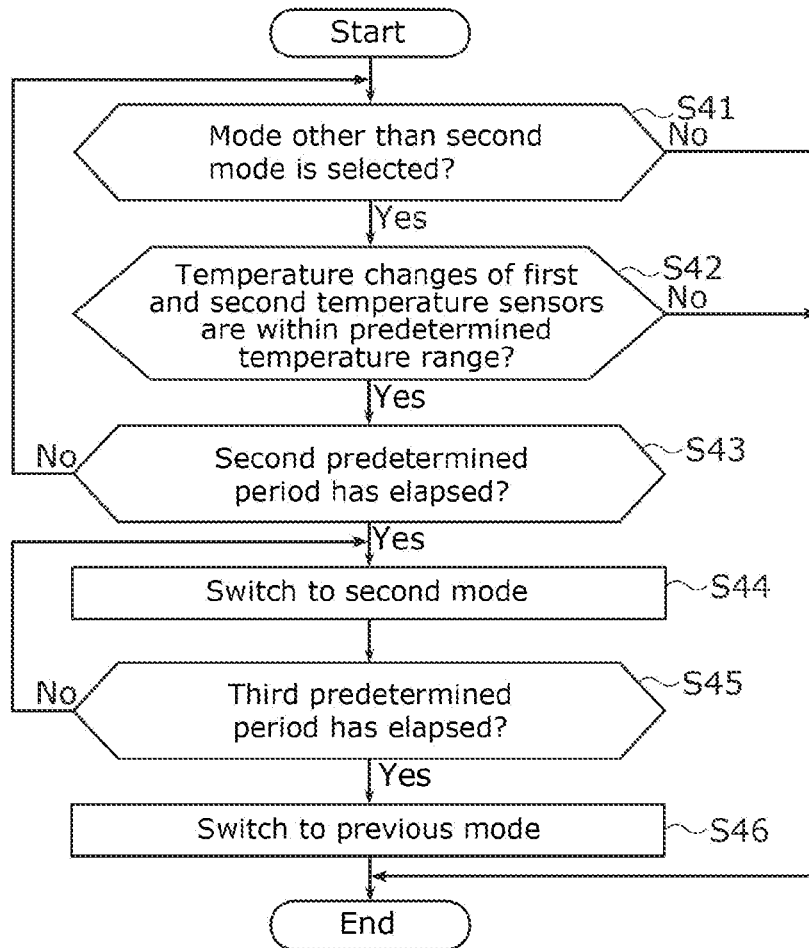 Start
S41
Mode other than second
mode is selected?
No
Yes
S42
Temperature changes of first
and second temperature sensors
are within predetermined
temperature range?
No
Yes
S43
No
Second predetermined
period has elapsed?
Yes
Switch to second mode
S44
S45
No
Third predetermined
period has elapsed?
Yes
Switch to previous mode
S46
End